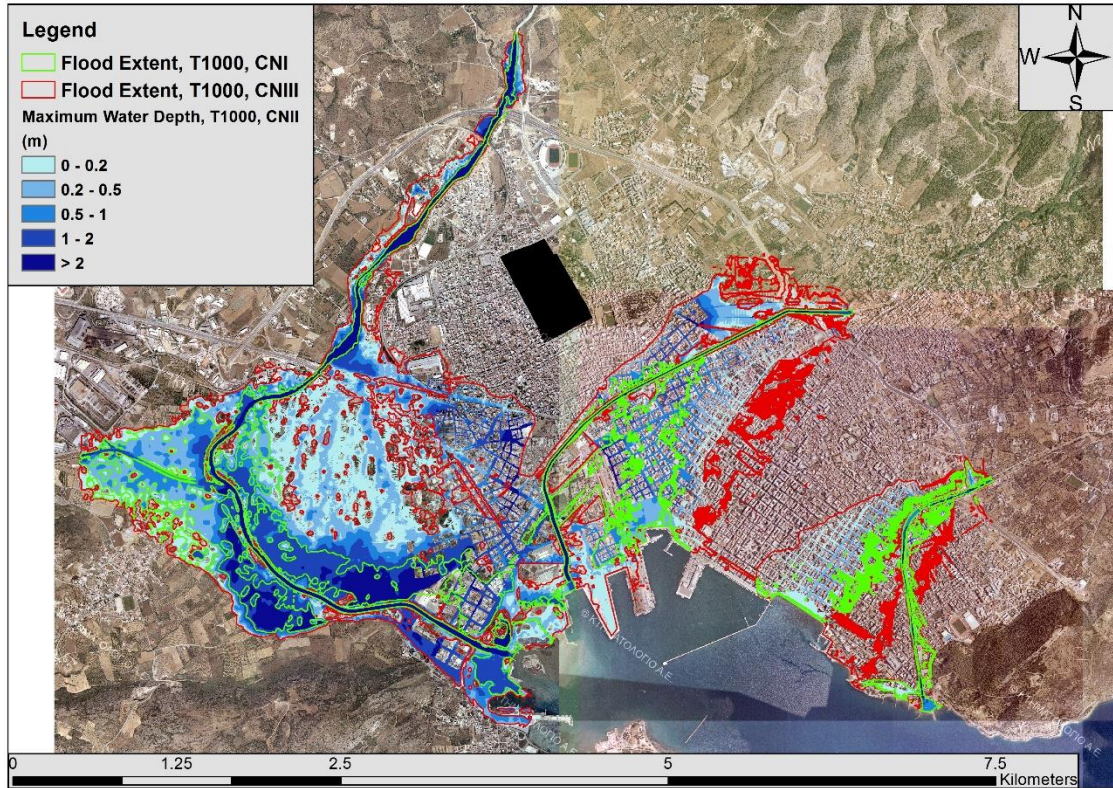 Legend
Flood Extent, T1000, CNI
Flood Extent, T1000, CNIII
Maximum Water Depth, T1000, CNII
(m)
0 - 0.2
0.2 - 0.5
0.5 - 1
1 - 2
> 2
N
W E
S
© ΚΤΗΜΑΤΟΛΟΓΙΟ Α.Ε.
0 1.25 2.5 5 7.5
Kilometers